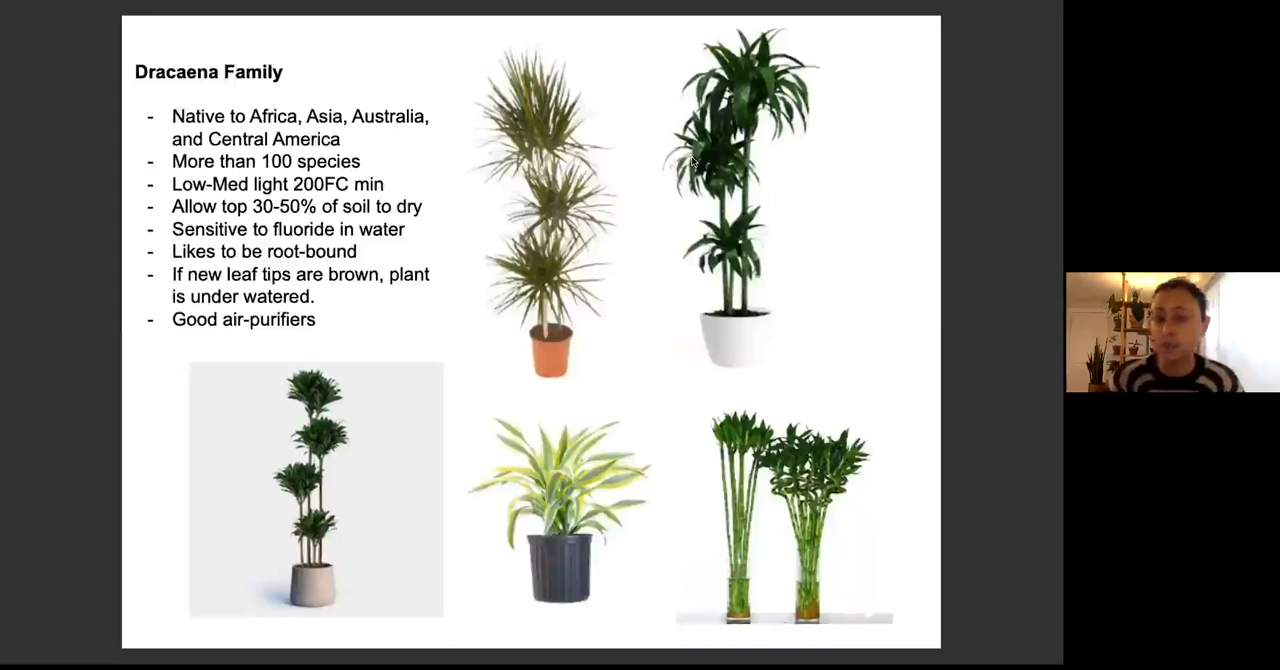 Dracaena Family
- Native to Africa, Asia, Australia,
and Central America
- More than 100 species
- Low-Med light 200FC min
- Allow top 30-50% of soil to dry
- Sensitive to fluoride in water
- Likes to be root-bound
- If new leaf tips are brown, plant
is under watered.
- Good air-purifiers